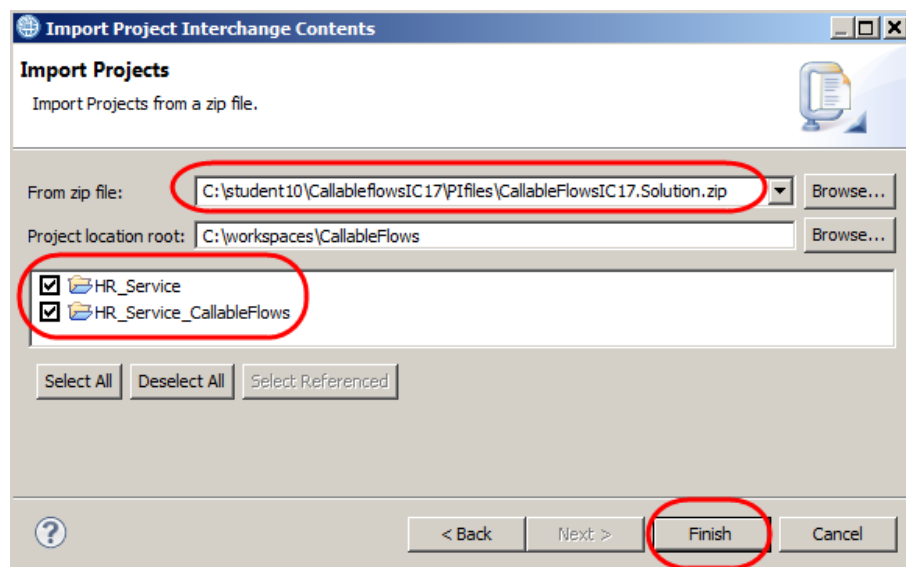 Import Project Interchange Contents
Import Projects
Import Projects from a zip file.
From zip file: C:\student10\CallableflowsIC17\PIfiles\CallableFlowsIC17.Solution.zip Browse...
Project location root: C:\workspaces\CallableFlows Browse...
HR_Service
HR_Service_CallableFlows
Select All Deselect All Select Referenced
? < Back Next > Finish Cancel